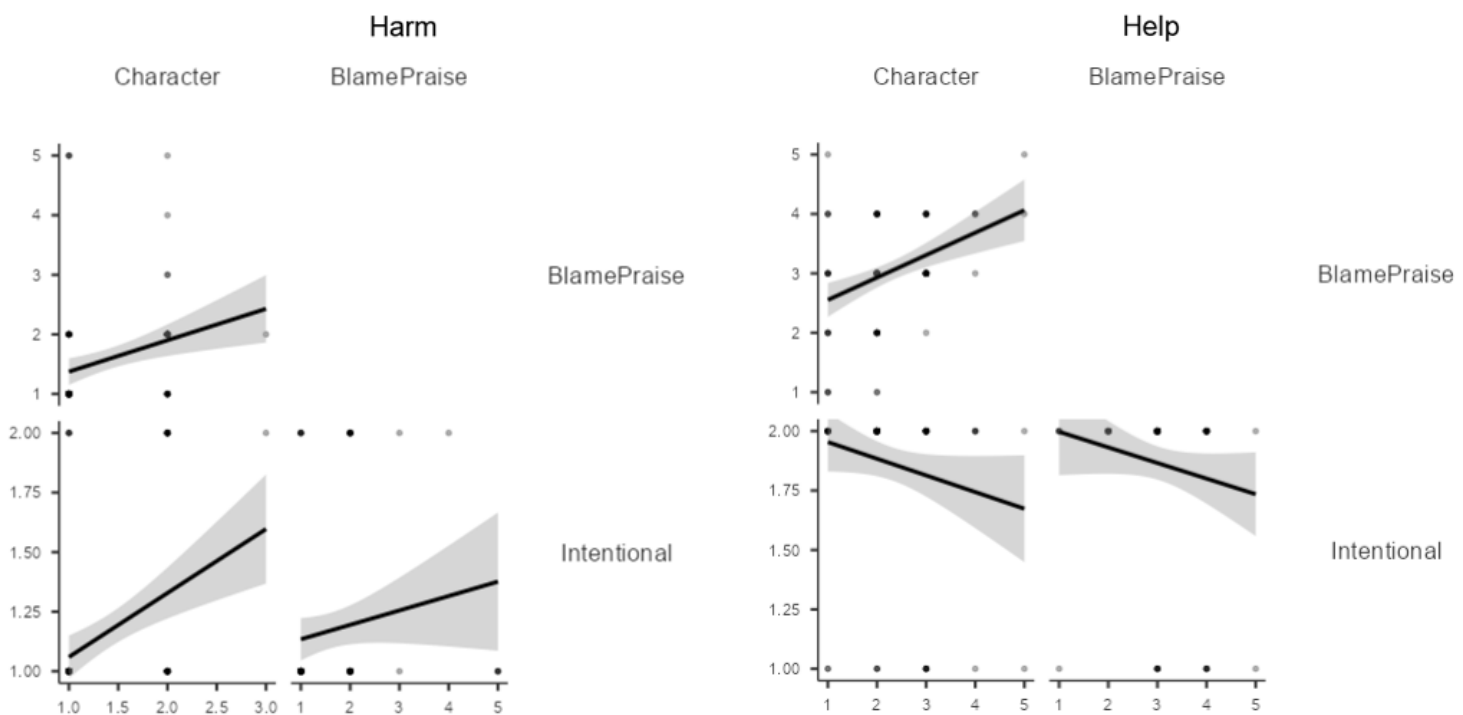 Harm Help
Character BlamePraise Character BlamePraise
5 5
4 4
3 BlamePraise 3 BlamePraise
2 2
1 1
2.00 2.00
1.75 1.75
1.50 Intentional 1.50 Intentional
1.25 1.25
1.00 1.00
1.0 1.5 2.0 2.5 3.0 1 2 3 4 5 1 2 3 4 5 1 2 3 4 5